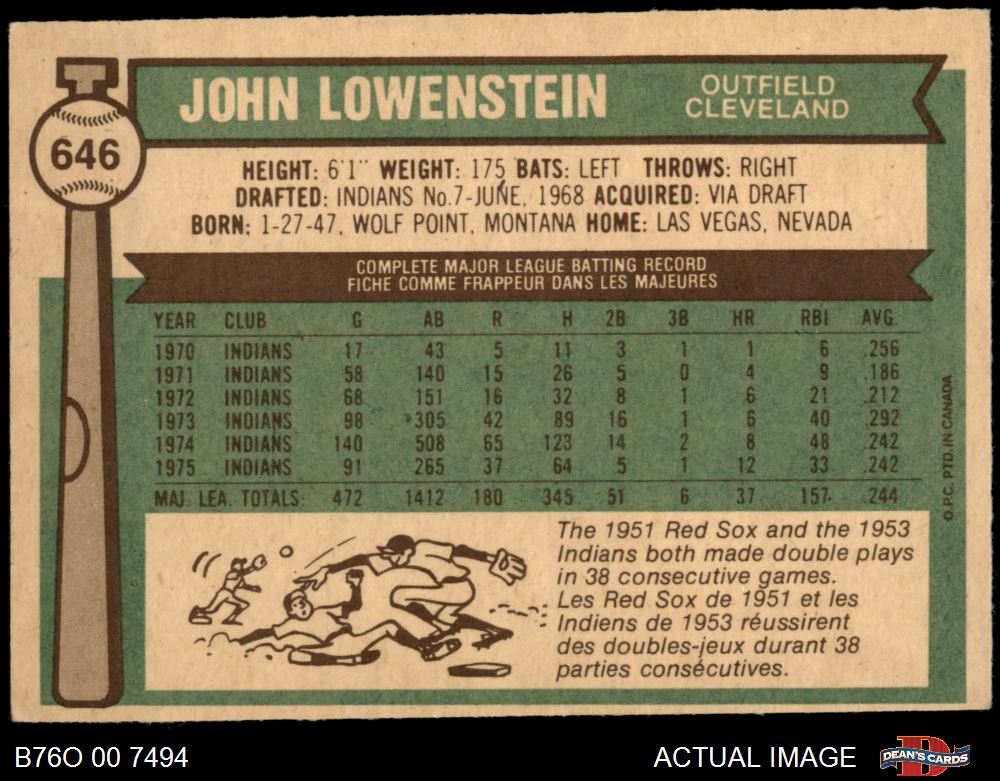 JOHN LOWENSTEIN
OUTFIELD
CLEVELAND
646
HEIGHT: 6'1" WEIGHT: 175 BATS: LEFT THROWS: RIGHT
DRAFTED: INDIANS No.7-JUNE, 1968 ACQUIRED: VIA DRAFT
BORN: 1-27-47, WOLF POINT, MONTANA HOME: LAS VEGAS, NEVADA
COMPLETE MAJOR LEAGUE BATTING RECORD
FICHE COMME FRAPPEUR DANS LES MAJEURES
YEAR CLUB G AB R H 2B 3B HR RBI AVG.
1970 INDIANS 17 43 5 11 3 1 1 6 .256
1971 INDIANS 58 140 15 26 5 0 4 9 .186
1972 INDIANS 68 151 16 32 8 1 6 21 .212
1973 INDIANS 98 305 42 89 16 1 6 40 .292
1974 INDIANS 140 508 65 123 14 2 8 48 .242
1975 INDIANS 91 265 37 64 5 1 12 33 .242
MAJ. LEA. TOTALS: 472 1412 180 345 51 6 37 157 .244
O.P.C. PTD. IN CANADA
The 1951 Red Sox and the 1953
Indians both made double plays
in 38 consecutive games.
Les Red Sox de 1951 et les
Indiens de 1953 réussirent
des doubles-jeux durant 38
parties consécutives.
B76O 00 7494
ACTUAL IMAGE
DEAN'S CARDS